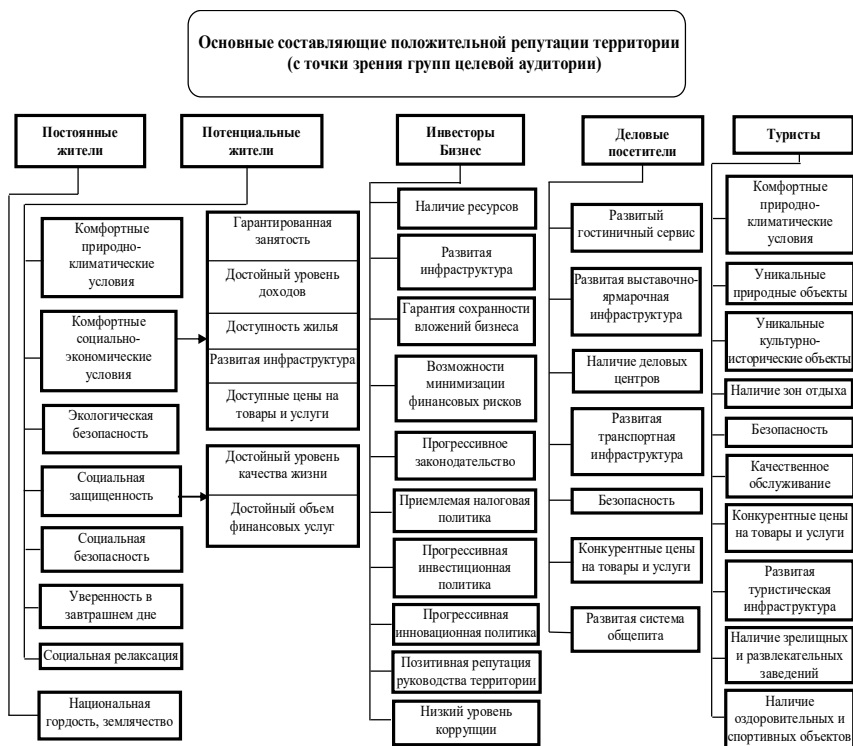 Основные составляющие положительной репутации территории
(с точки зрения групп целевой аудитории)
Постоянные
жители
Потенциальные
жители
Инвесторы
Бизнес
Деловые
посетители
Туристы
Комфортные
природно-
климатические
условия
Комфортные
социально-
экономические
условия
Экологическая
безопасность
Социальная
защищенность
Социальная
безопасность
Уверенность в
завтрашнем дне
Социальная релаксация
Национальная
гордость, землячество
Гарантированная
занятость
Достойный уровень
доходов
Доступность жилья
Развитая инфраструктура
Доступные цены на
товары и услуги
Достойный уровень
качества жизни
Достойный объем
финансовых услуг
Наличие ресурсов
Развитая
инфраструктура
Гарантия сохранности
вложений бизнеса
Возможности
минимизации
финансовых рисков
Прогрессивное
законодательство
Приемлемая налоговая
политика
Прогрессивная
инвестиционная
политика
Прогрессивная
инновационная политика
Позитивная репутация
руководства территории
Низкий уровень
коррупции
Развитый
гостиничный сервис
Развитая выставочно-
ярмарочная
инфраструктура
Наличие деловых
центров
Развитая
транспортная
инфраструктура
Безопасность
Конкурентные цены
на товары и услуги
Развитая система
общепита
Комфортные
природно-
климатические
условия
Уникальные
природные объекты
Уникальные
культурно-
исторические объекты
Наличие зон отдыха
Безопасность
Качественное
обслуживание
Конкурентные цены
на товары и услуги
Развитая
туристическая
инфраструктура
Наличие зрелищных
и развлекательных
заведений
Наличие
оздоровительных и
спортивных объектов